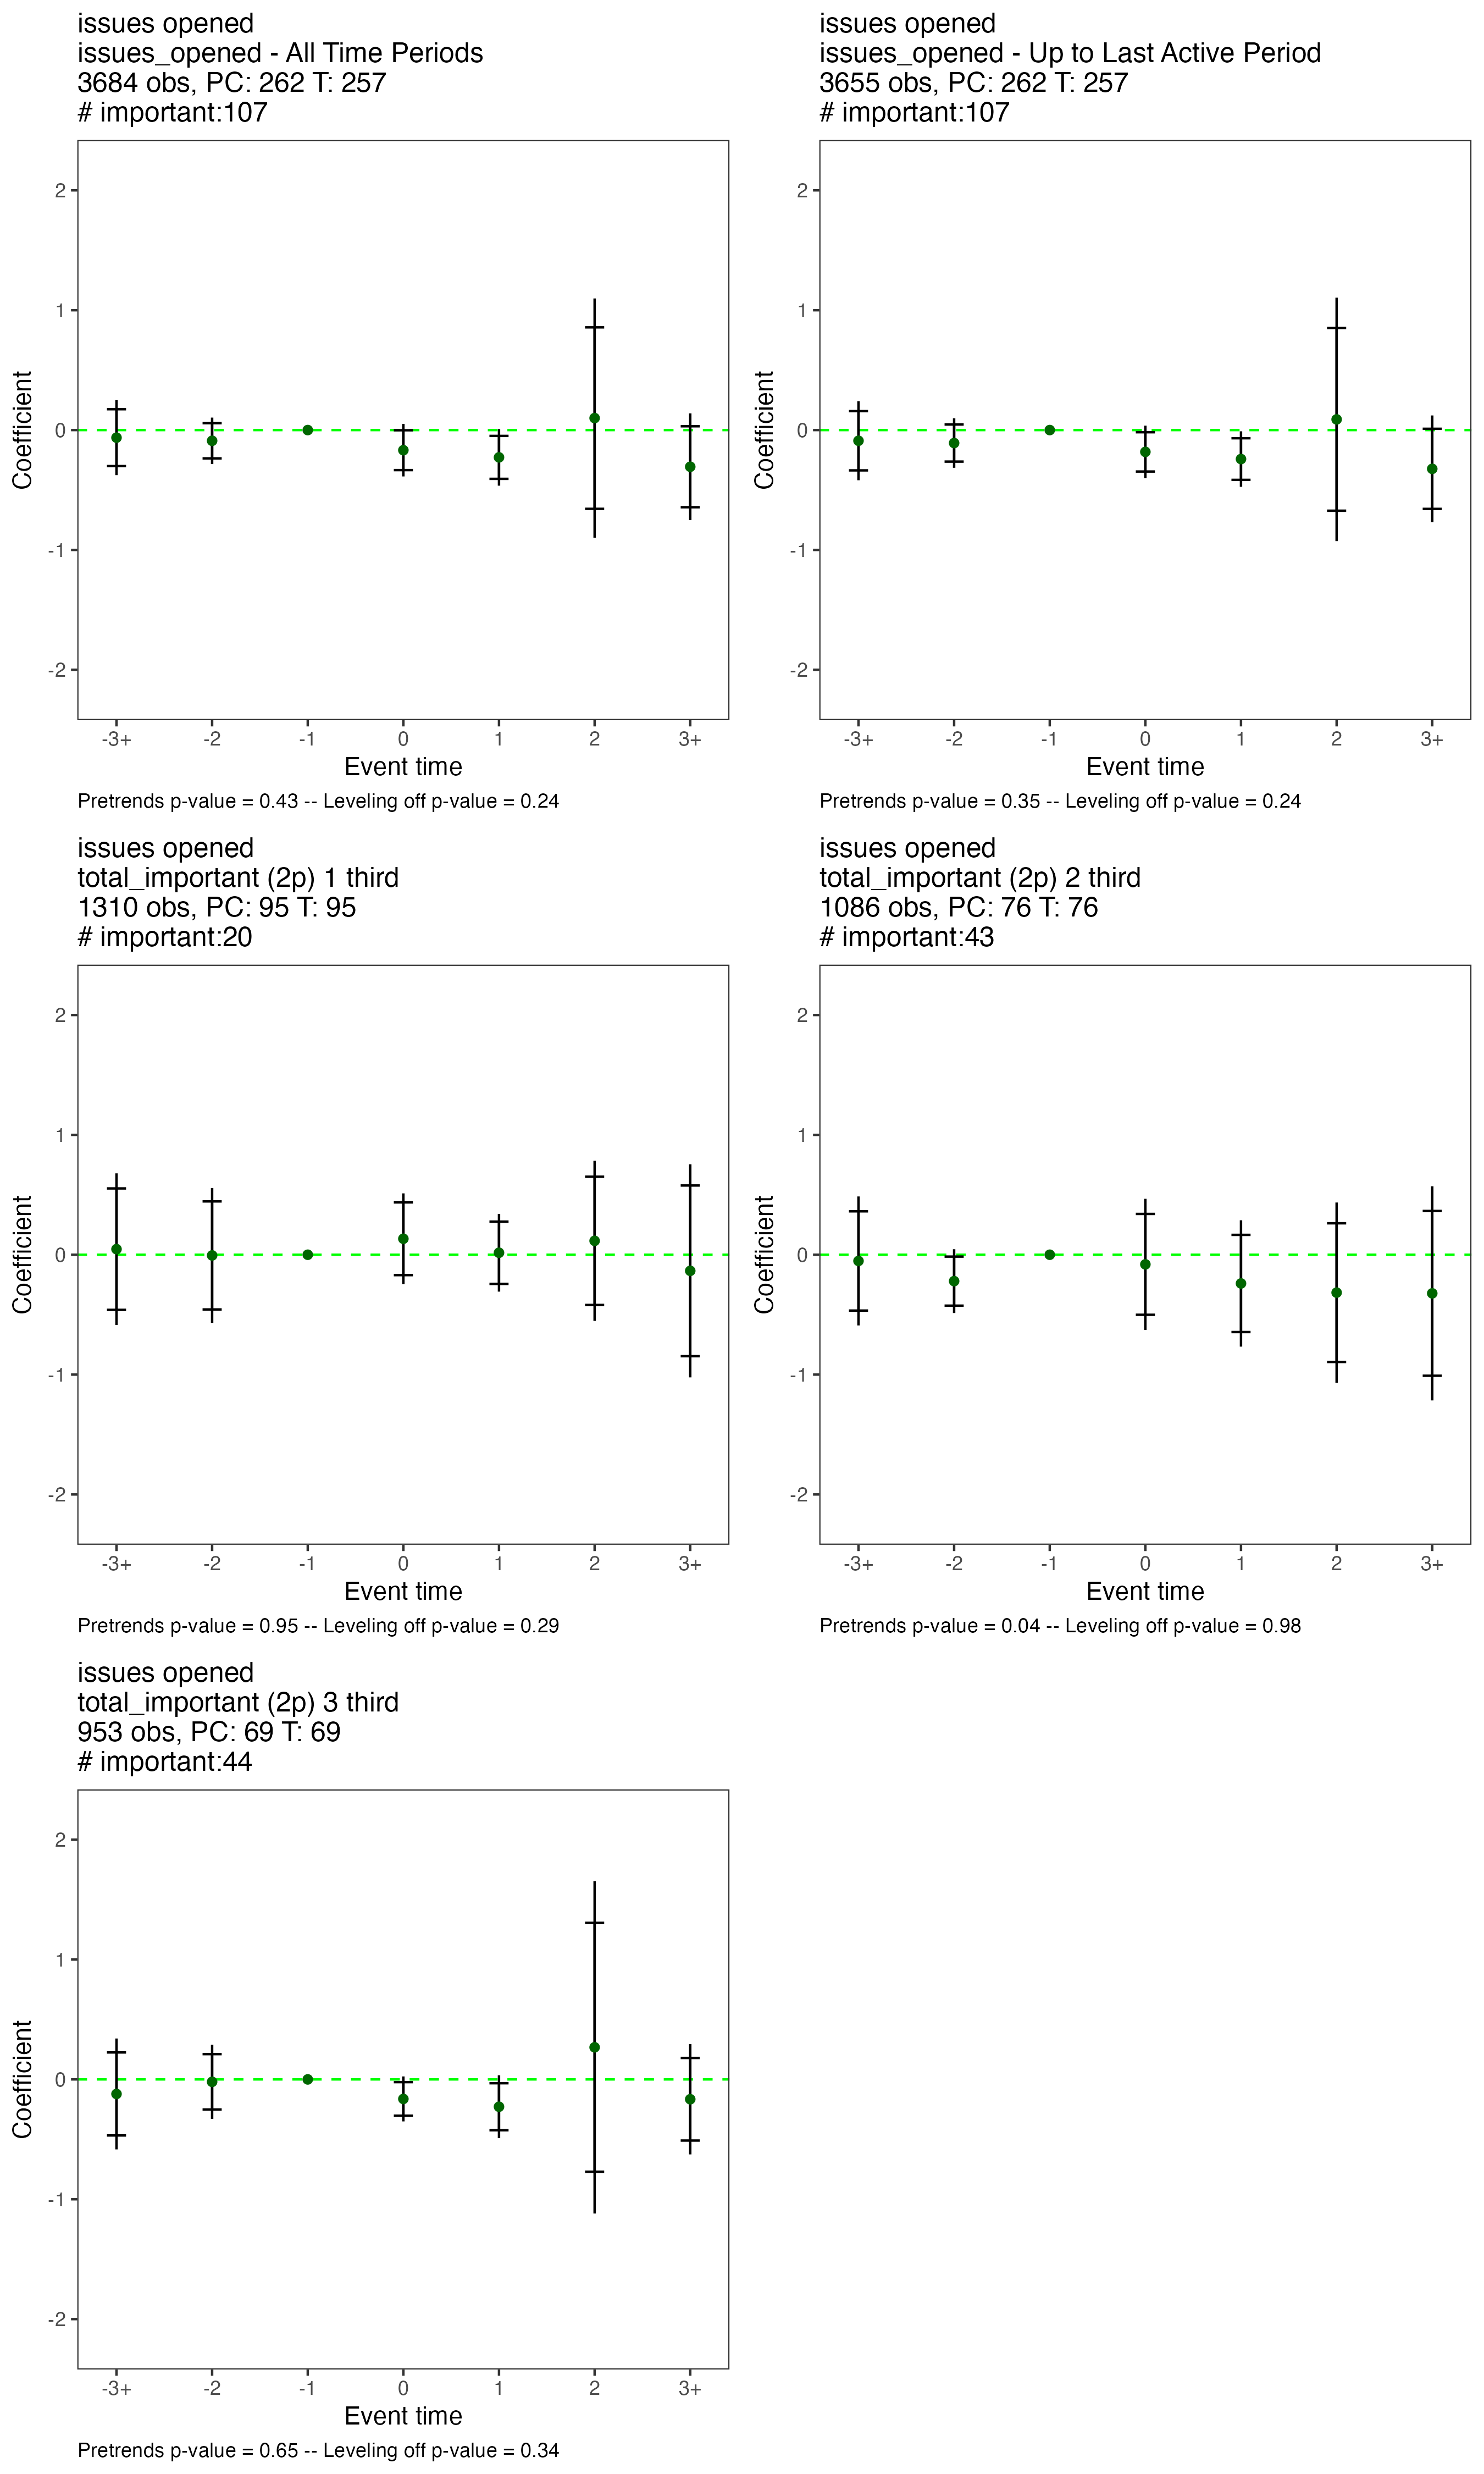 issues opened
issues_opened - All Time Periods
3684 obs, PC: 262 T: 257
# important:107
Coefficient
2
1
0
-1
-2
-3+ -2 -1 0 1 2 3+
Event time
Pretrends p-value = 0.43 -- Leveling off p-value = 0.24
issues opened
issues_opened - Up to Last Active Period
3655 obs, PC: 262 T: 257
# important:107
Coefficient
2
1
0
-1
-2
-3+ -2 -1 0 1 2 3+
Event time
Pretrends p-value = 0.35 -- Leveling off p-value = 0.24
issues opened
total_important (2p) 1 third
1310 obs, PC: 95 T: 95
# important:20
Coefficient
2
1
0
-1
-2
-3+ -2 -1 0 1 2 3+
Event time
Pretrends p-value = 0.95 -- Leveling off p-value = 0.29
issues opened
total_important (2p) 2 third
1086 obs, PC: 76 T: 76
# important:43
Coefficient
2
1
0
-1
-2
-3+ -2 -1 0 1 2 3+
Event time
Pretrends p-value = 0.04 -- Leveling off p-value = 0.98
issues opened
total_important (2p) 3 third
953 obs, PC: 69 T: 69
# important:44
Coefficient
2
1
0
-1
-2
-3+ -2 -1 0 1 2 3+
Event time
Pretrends p-value = 0.65 -- Leveling off p-value = 0.34